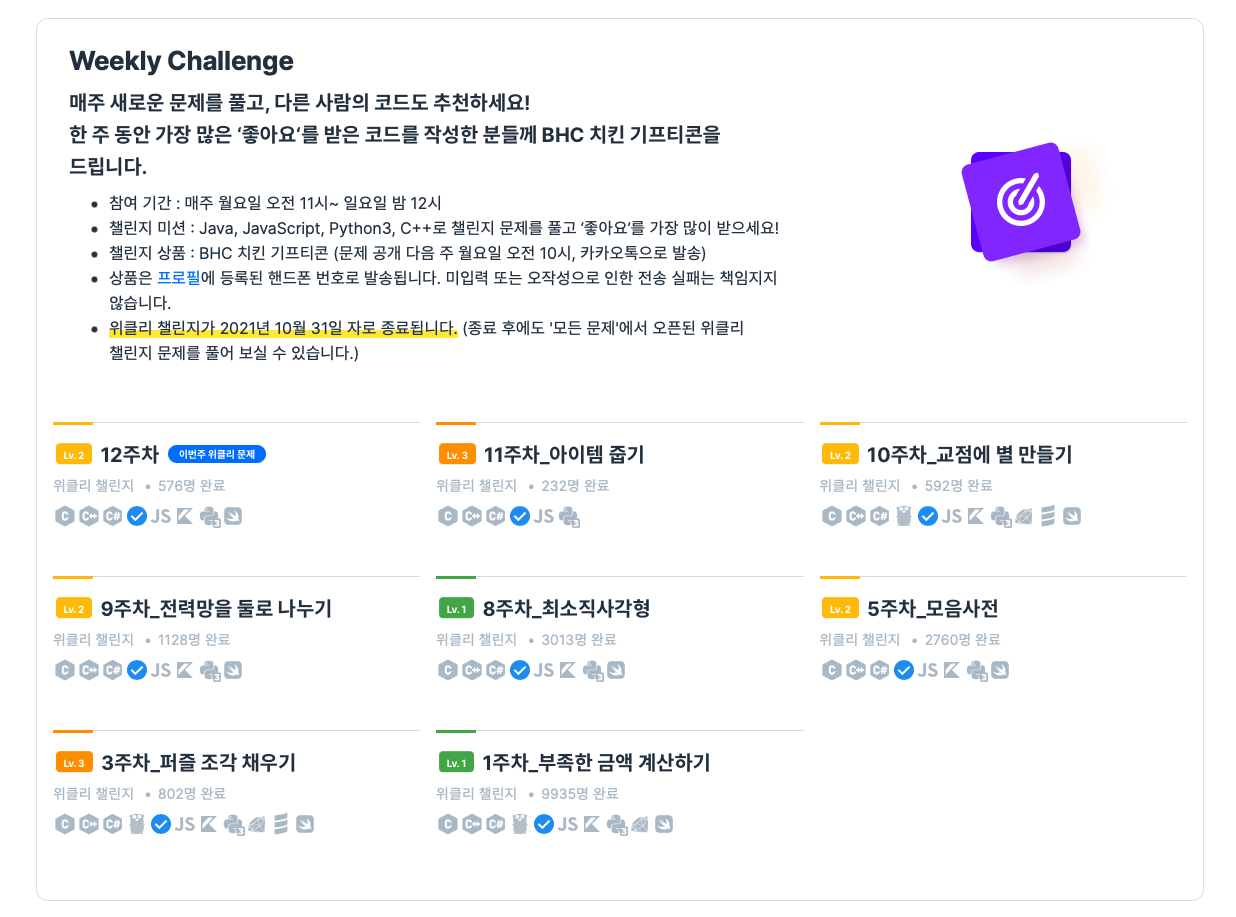 Weekly Challenge
매주 새로운 문제를 풀고, 다른 사람의 코드도 추천하세요!
한 주 동안 가장 많은 ‘좋아요’를 받은 코드를 작성한 분들께 BHC 치킨 기프티콘을
드립니다.
참여 기간 : 매주 월요일 오전 11시~ 일요일 밤 12시
챌린지 미션 : Java, JavaScript, Python3, C++로 챌린지 문제를 풀고 ‘좋아요’를 가장 많이 받으세요!
챌린지 상품 : BHC 치킨 기프티콘 (문제 공개 다음 주 월요일 오전 10시, 카카오톡으로 발송)
상품은 프로필에 등록된 핸드폰 번호로 발송됩니다. 미입력 또는 오작성으로 인한 전송 실패는 책임지지
않습니다.
위클리 챌린지가 2021년 10월 31일 자로 종료됩니다. (종료 후에도 '모든 문제'에서 오픈된 위클리
챌린지 문제를 풀어 보실 수 있습니다.)
Lv. 2 12주차 이번주 위클리 문제
위클리 챌린지 • 576명 완료
C C++ C# JS 3
Lv. 3 11주차_아이템 줍기
위클리 챌린지 • 232명 완료
C C++ C# JS 3
Lv. 2 10주차_교점에 별 만들기
위클리 챌린지 • 592명 완료
C C++ C# JS 3
Lv. 2 9주차_전력망을 둘로 나누기
위클리 챌린지 • 1128명 완료
C C++ C# JS 3
Lv. 1 8주차_최소직사각형
위클리 챌린지 • 3013명 완료
C C++ C# JS 3
Lv. 2 5주차_모음사전
위클리 챌린지 • 2760명 완료
C C++ C# JS 3
Lv. 3 3주차_퍼즐 조각 채우기
위클리 챌린지 • 802명 완료
C C++ C# JS 3
Lv. 1 1주차_부족한 금액 계산하기
위클리 챌린지 • 9935명 완료
C C++ C# JS 3